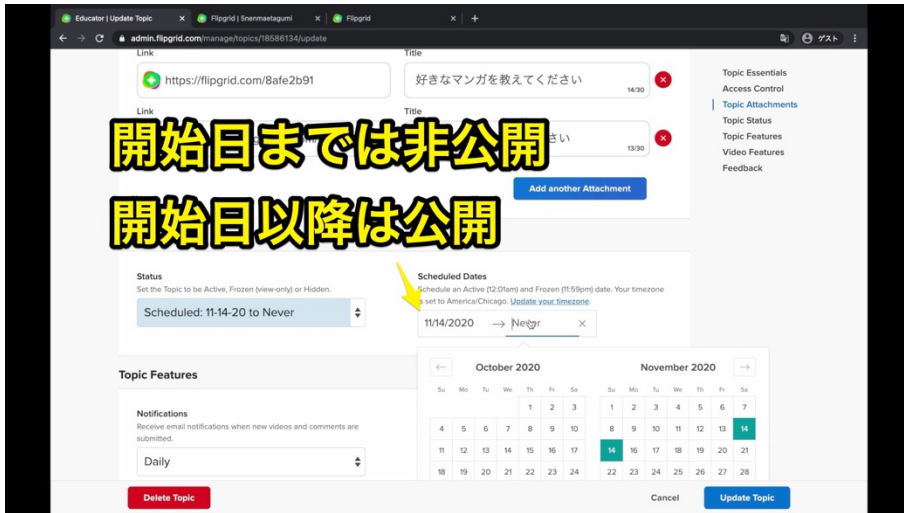 Educator | Update Topic
Flipgrid | 5nenmaetagumi
Flipgrid
admin.flipgrid.com/manage/topics/18586134/update
ゲスト
Link
Title
https://flipgrid.com/8afe2b91
好きなマンガを教えてください
14/30
Link
Title
さい
13/30
Add another Attachment
開始日までは非公開
開始日以降は公開
Topic Essentials
Access Control
Topic Attachments
Topic Status
Topic Features
Video Features
Feedback
Status
Set the Topic to be Active, Frozen (view-only) or Hidden.
Scheduled: 11-14-20 to Never
Scheduled Dates
Schedule an Active (12:01am) and Frozen (11:59pm) date. Your timezone
is set to America/Chicago. Update your timezone.
11/14/2020 → Never ×
Topic Features
Notifications
Receive email notifications when new videos and comments are
submitted.
Daily
← October 2020
Su Mo Tu We Th Fr Sa
1 2 3
4 5 6 7 8 9 10
11 12 13 14 15 16 17
18 19 20 21 22 23 24
November 2020 →
Su Mo Tu We Th Fr Sa
1 2 3 4 5 6 7
8 9 10 11 12 13 14
14 16 17 18 19 20 21
22 23 24 25 26 27 28
Delete Topic
Cancel
Update Topic